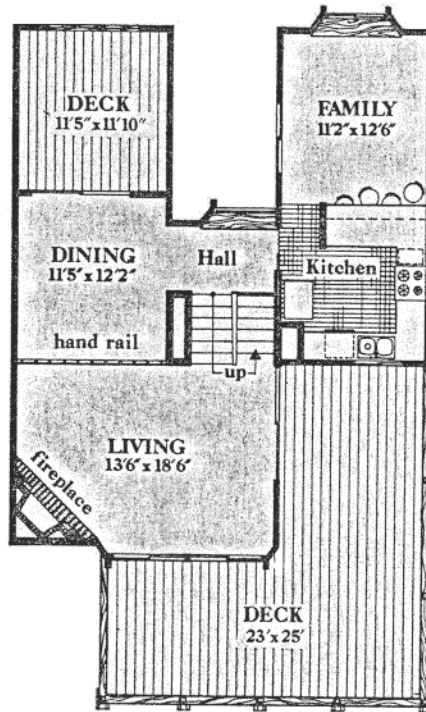 DECK
11'5"x11'10"
FAMILY
11'2"x12'6"
DINING
11'5"x12'2"
Hall
Kitchen
hand rail
up
LIVING
13'6"x18'6"
fireplace
DECK
23'x25'